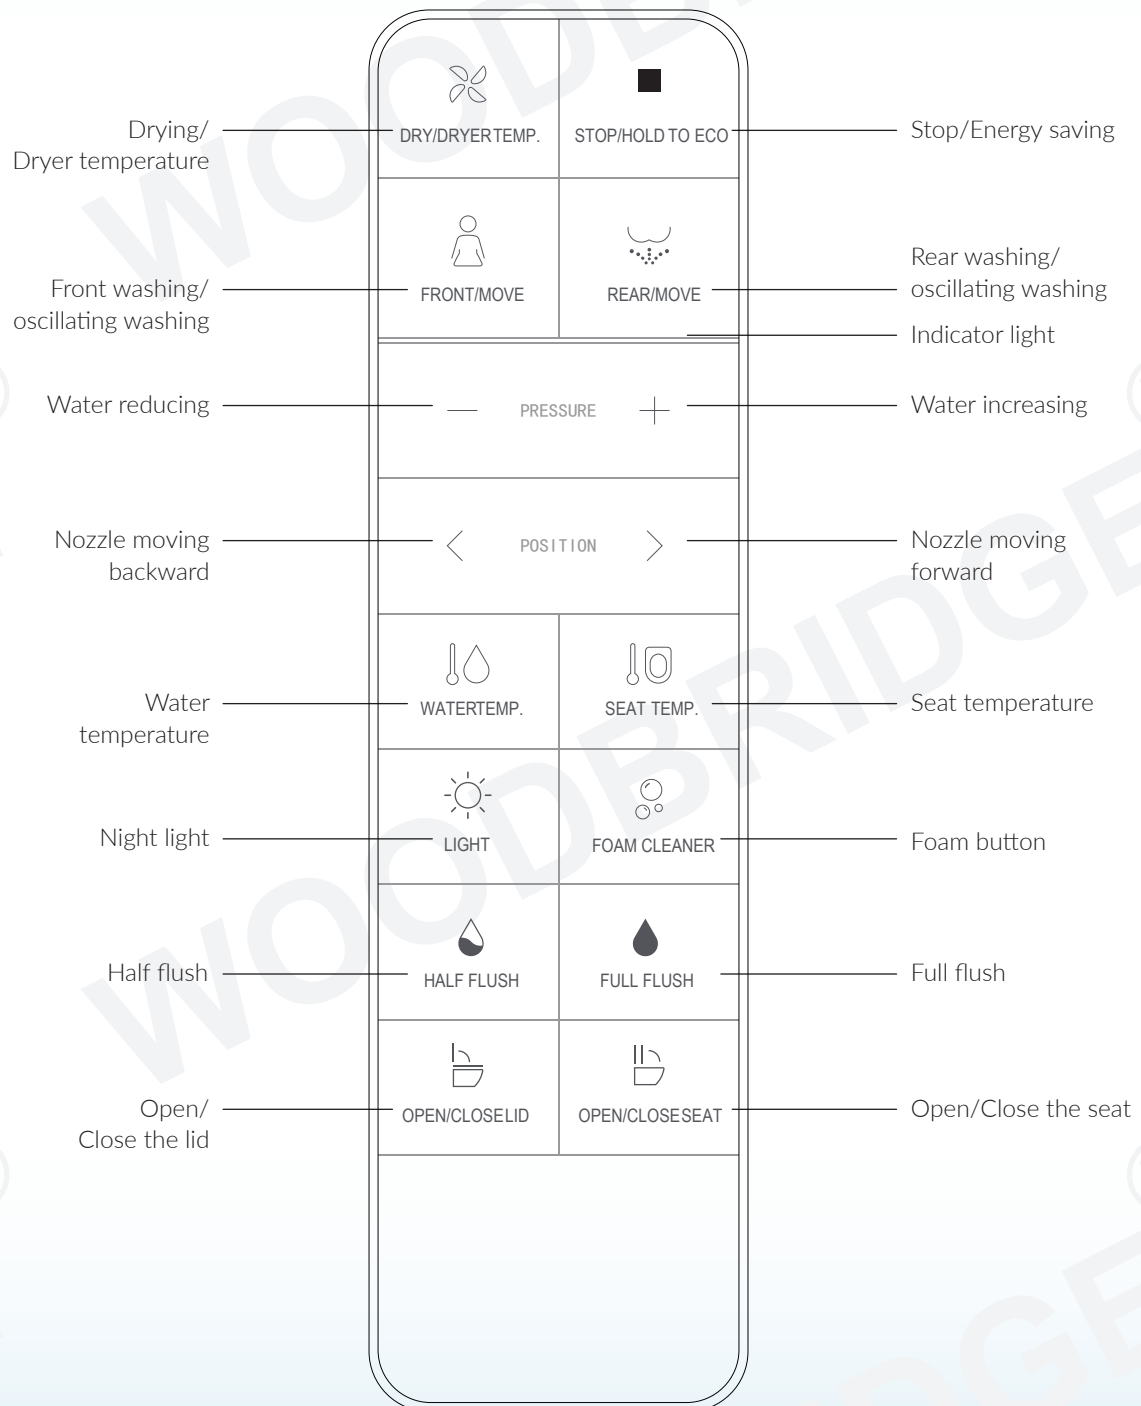 Drying/
Dryer temperature
DRY/DRYERTEMP.
STOP/HOLD TO ECO
Stop/Energy saving
Front washing/
oscillating washing
FRONT/MOVE
REAR/MOVE
Rear washing/
oscillating washing
Indicator light
Water reducing
PRESSURE
Water increasing
Nozzle moving
backward
POSITION
Nozzle moving
forward
Water
temperature
WATERTEMP.
SEAT TEMP.
Seat temperature
Night light
LIGHT
FOAM CLEANER
Foam button
Half flush
HALF FLUSH
FULL FLUSH
Full flush
Open/
Close the lid
OPEN/CLOSELID
OPEN/CLOSESEAT
Open/Close the seat
WOODBRIDGE